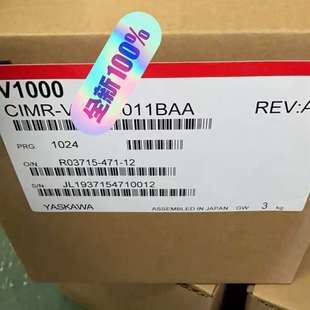 V1000
CIMR-V 011BAA REV:A
全新100%
PRG 1024
O/N R03715-471-12
S/N JL1937154710012
YASKAWA ASSEMBLED IN JAPAN GW 3 kg